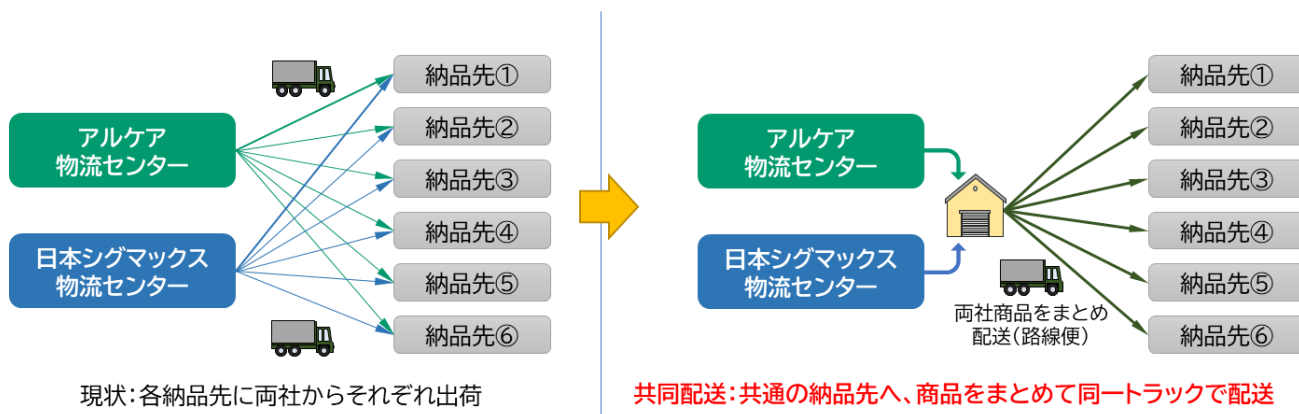 アルケア
物流センター
日本シグマックス
物流センター
納品先①
納品先②
納品先③
納品先④
納品先⑤
納品先⑥
現状：各納品先に両社からそれぞれ出荷
アルケア
物流センター
日本シグマックス
物流センター
両社商品をまとめ
配送（路線便）
納品先①
納品先②
納品先③
納品先④
納品先⑤
納品先⑥
共同配送：共通の納品先へ、商品をまとめて同一トラックで配送